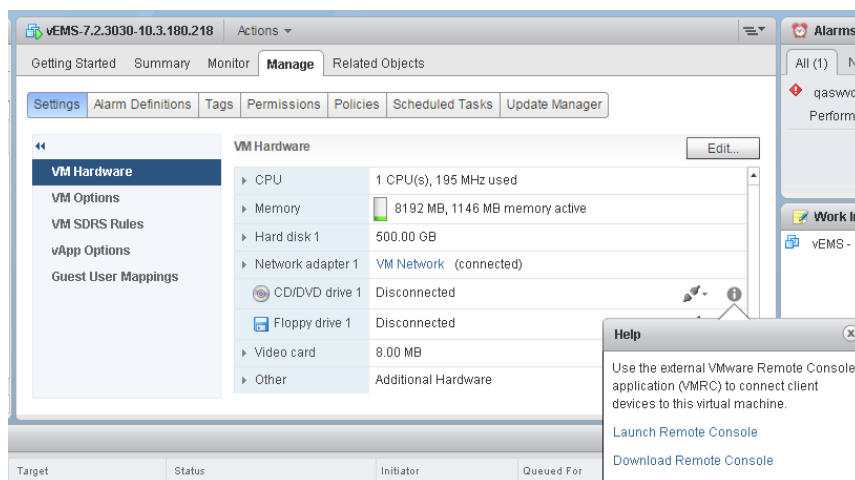 vEMS-7.2.3030-10.3.180.218 Actions
Getting Started Summary Monitor Manage Related Objects
Settings Alarm Definitions Tags Permissions Policies Scheduled Tasks Update Manager
VM Hardware
VM Options
VM SDRS Rules
vApp Options
Guest User Mappings
VM Hardware
Edit...
CPU 1 CPU(s), 195 MHz used
Memory 8192 MB, 1146 MB memory active
Hard disk 1 500.00 GB
Network adapter 1 VM Network (connected)
CD/DVD drive 1 Disconnected
Floppy drive 1 Disconnected
Video card 8.00 MB
Other Additional Hardware
Help
Use the external VMware Remote Console
application (VMRC) to connect client
devices to this virtual machine.
Launch Remote Console
Download Remote Console
Alarms
All (1)
Perform
Work
vEMS -
Target Status Initiator Queued For